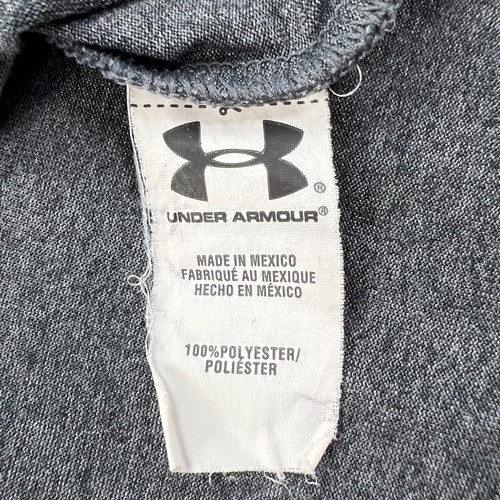 UNDER ARMOUR®
MADE IN MEXICO
FABRIQUÉ AU MEXIQUE
HECHO EN MÉXICO
100%POLYESTER/
POLIÉSTER